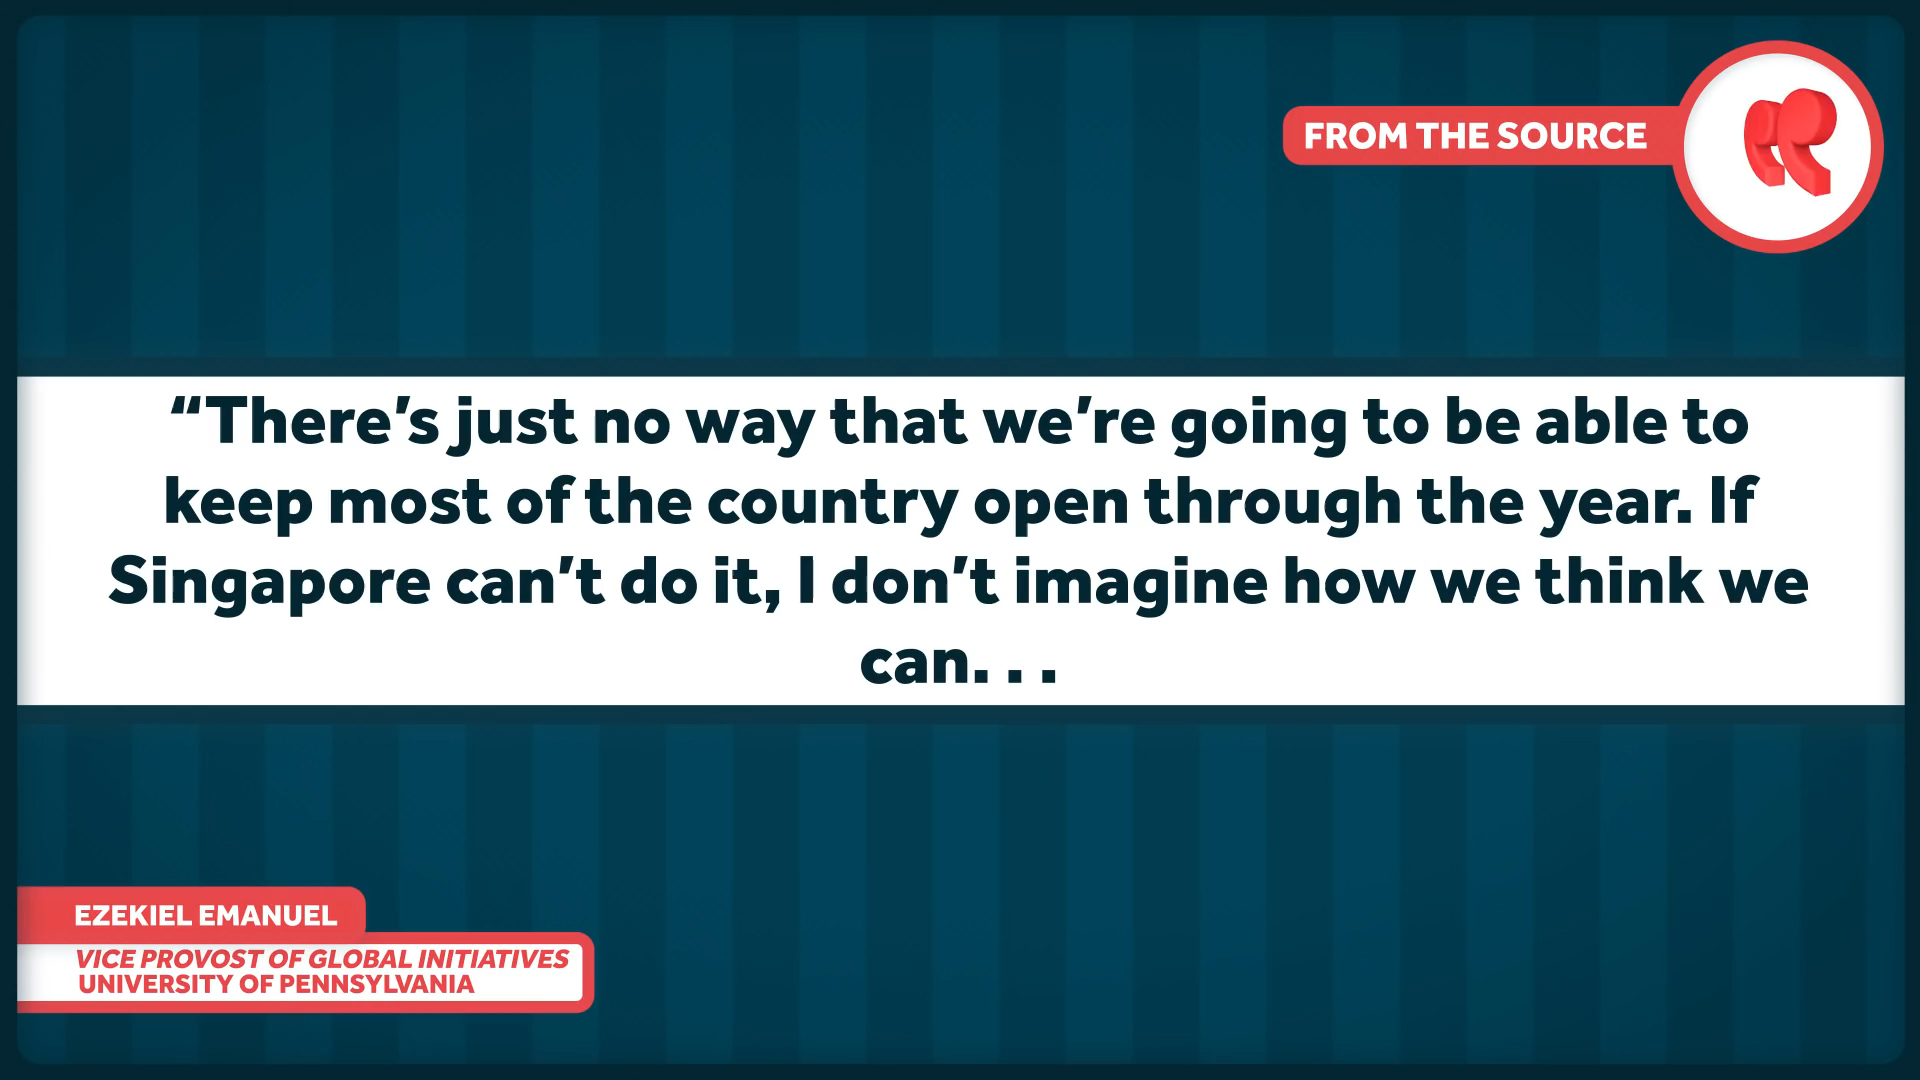 FROM THE SOURCE
“There’s just no way that we’re going to be able to
keep most of the country open through the year. If
Singapore can’t do it, I don’t imagine how we think we
can. . .
EZEKIEL EMANUEL
VICE PROVOST OF GLOBAL INITIATIVES
UNIVERSITY OF PENNSYLVANIA